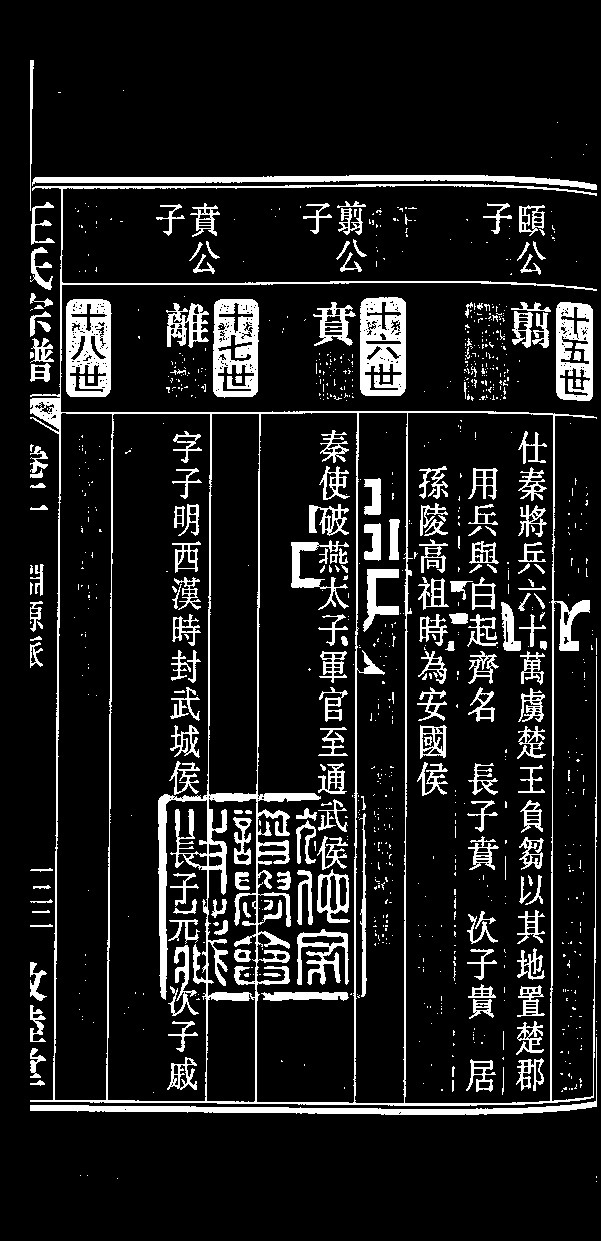 十五世
頤公子
翦
仕秦將兵六十萬虜楚王負芻以其地置楚郡
用兵與白起齊名　長子賁　次子貴　居
孫陵高祖時為安國侯
十六世
翦公子
賁
秦使破燕太子軍官至通武侯
十七世
賁公子
離
字子明西漢時封武城侯　長子元　次子威
十八世
王氏宗譜
卷二
淵源派
敦睦堂